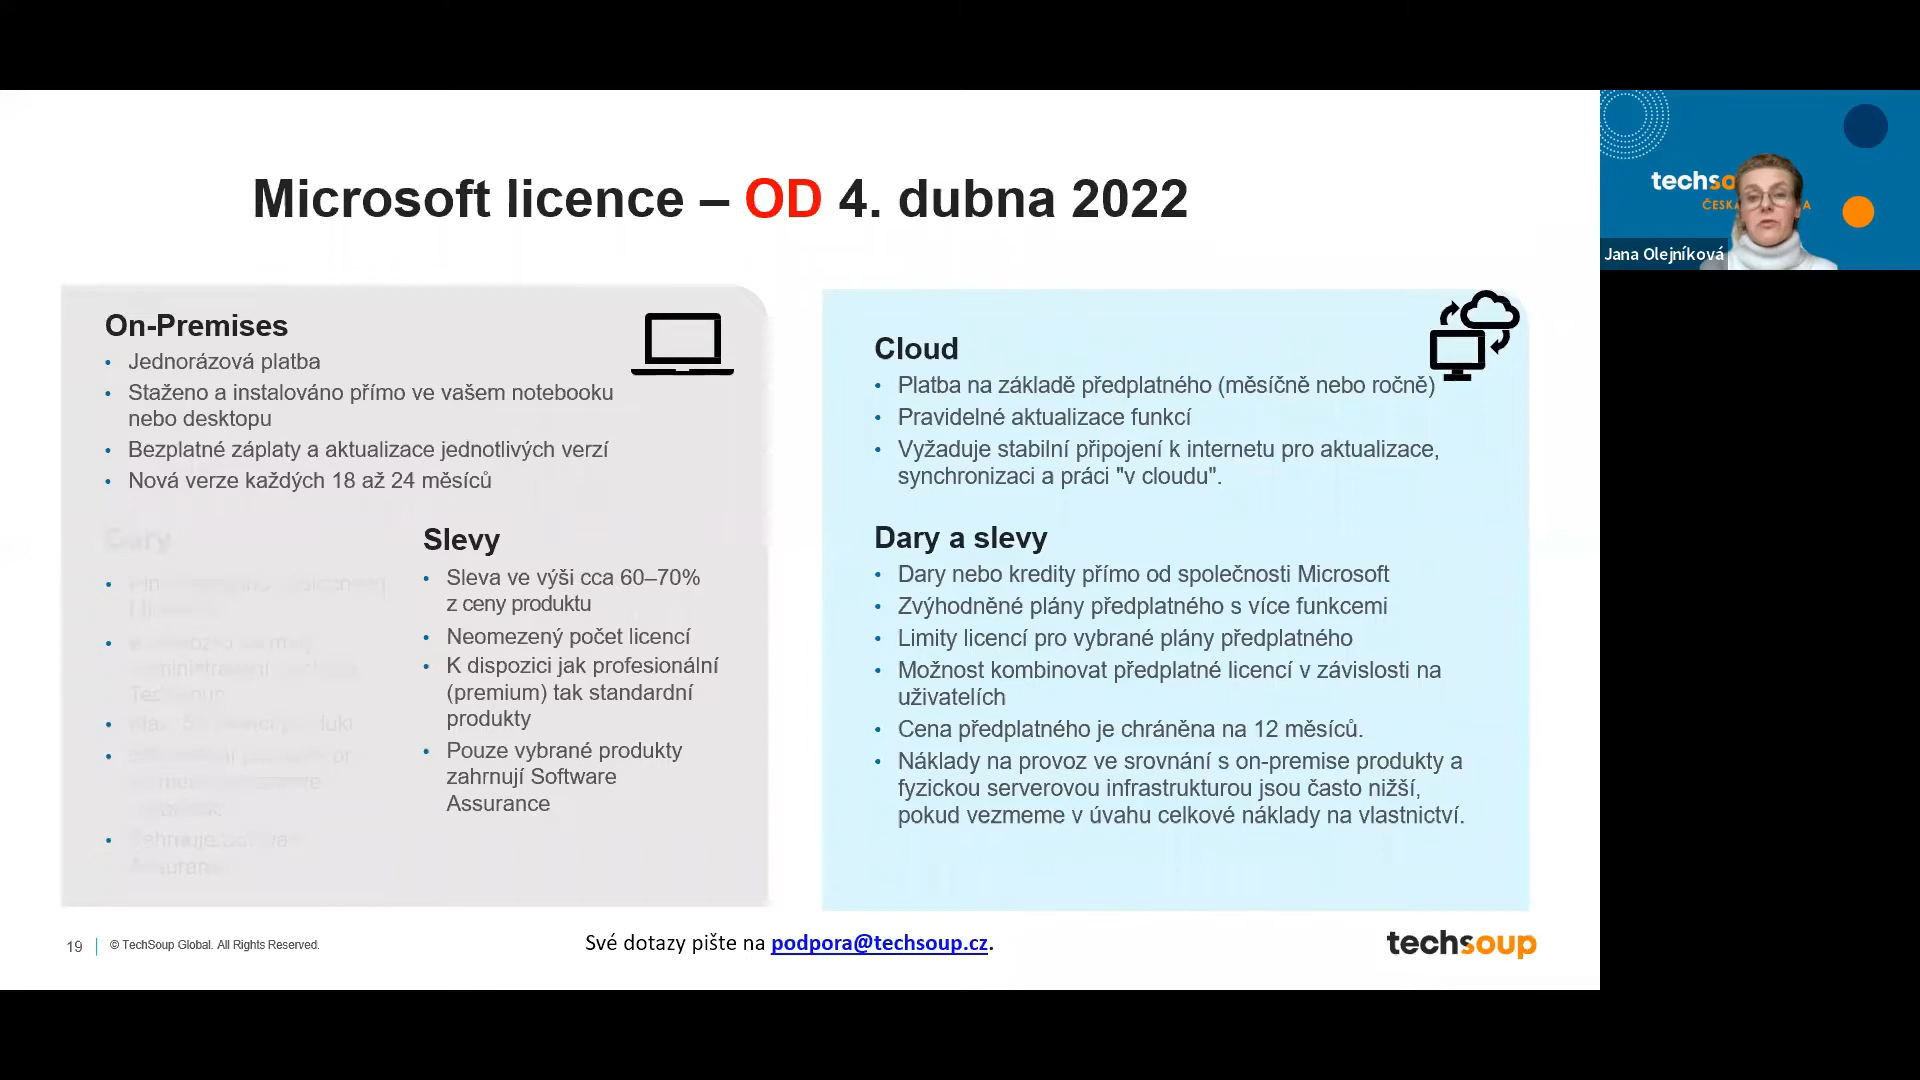 Microsoft licence – OD 4. dubna 2022
On-Premises
• Jednorázová platba
• Staženo a instalováno přímo ve vašem notebooku
nebo desktopu
• Bezplatné záplaty a aktualizace jednotlivých verzí
• Nová verze každých 18 až 24 měsíců
Dary
Slevy
• Sleva ve výši cca 60–70%
z ceny produktu
• Neomezený počet licencí
• K dispozici jak profesionální
(premium) tak standardní
produkty
• Pouze vybrané produkty
zahrnují Software
Assurance
Cloud
• Platba na základě předplatného (měsíčně nebo ročně)
• Pravidelné aktualizace funkcí
• Vyžaduje stabilní připojení k internetu pro aktualizace,
synchronizaci a práci "v cloudu".
Dary a slevy
• Dary nebo kredity přímo od společnosti Microsoft
• Zvýhodněné plány předplatného s více funkcemi
• Limity licencí pro vybrané plány předplatného
• Možnost kombinovat předplatné licencí v závislosti na
uživatelích
• Cena předplatného je chráněna na 12 měsíců.
• Náklady na provoz ve srovnání s on-premise produkty a
fyzickou serverovou infrastrukturou jsou často nižší,
pokud vezmeme v úvahu celkové náklady na vlastnictví.
19
© TechSoup Global. All Rights Reserved.
Své dotazy pište na podpora@techsoup.cz.
techsoup
Jana Olejníková